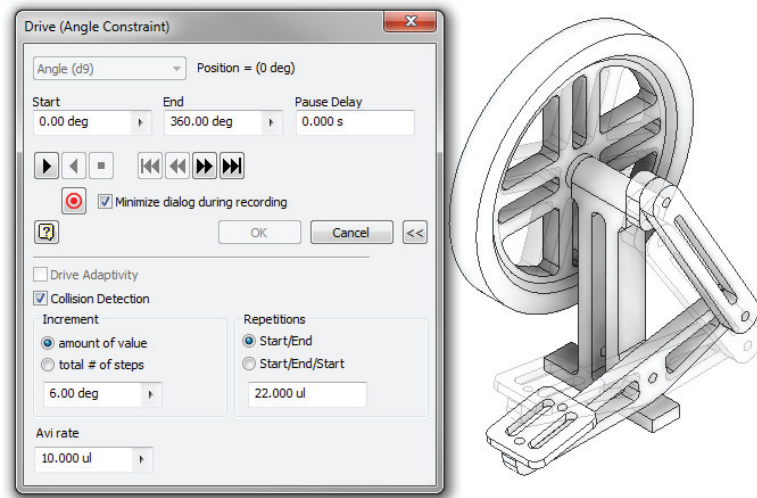 Drive (Angle Constraint)
Angle (d9) Position = (0 deg)
Start End Pause Delay
0.00 deg 360.00 deg 0.000 s
Minimize dialog during recording
? OK Cancel <<
Drive Adaptivity
Collision Detection
Increment Repetitions
amount of value Start/End
total # of steps Start/End/Start
6.00 deg 22.000 ul
Avi rate
10.000 ul